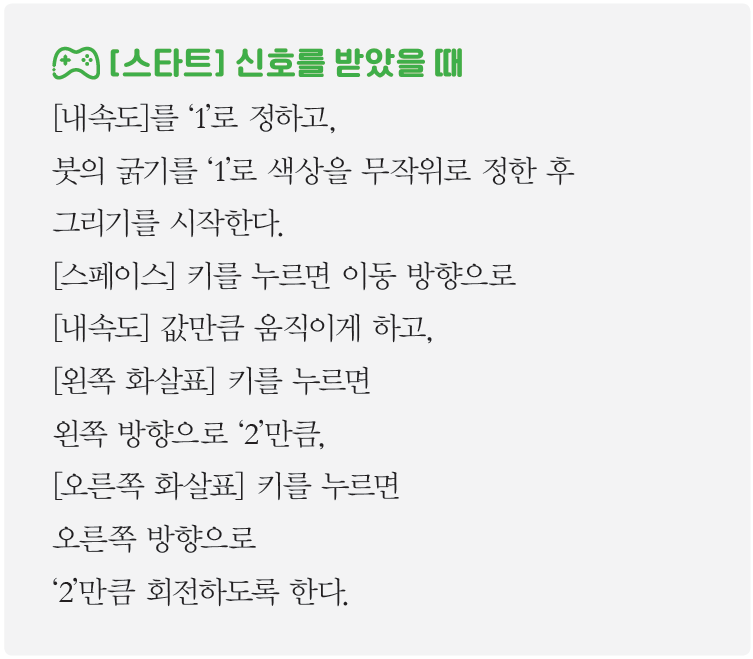 [스타트] 신호를 받았을 때
[내속도]를 ‘1’로 정하고,
붓의 굵기를 ‘1’로 색상을 무작위로 정한 후
그리기를 시작한다.
[스페이스] 키를 누르면 이동 방향으로
[내속도] 값만큼 움직이게 하고,
[왼쪽 화살표] 키를 누르면
왼쪽 방향으로 ‘2’만큼,
[오른쪽 화살표] 키를 누르면
오른쪽 방향으로
‘2’만큼 회전하도록 한다.